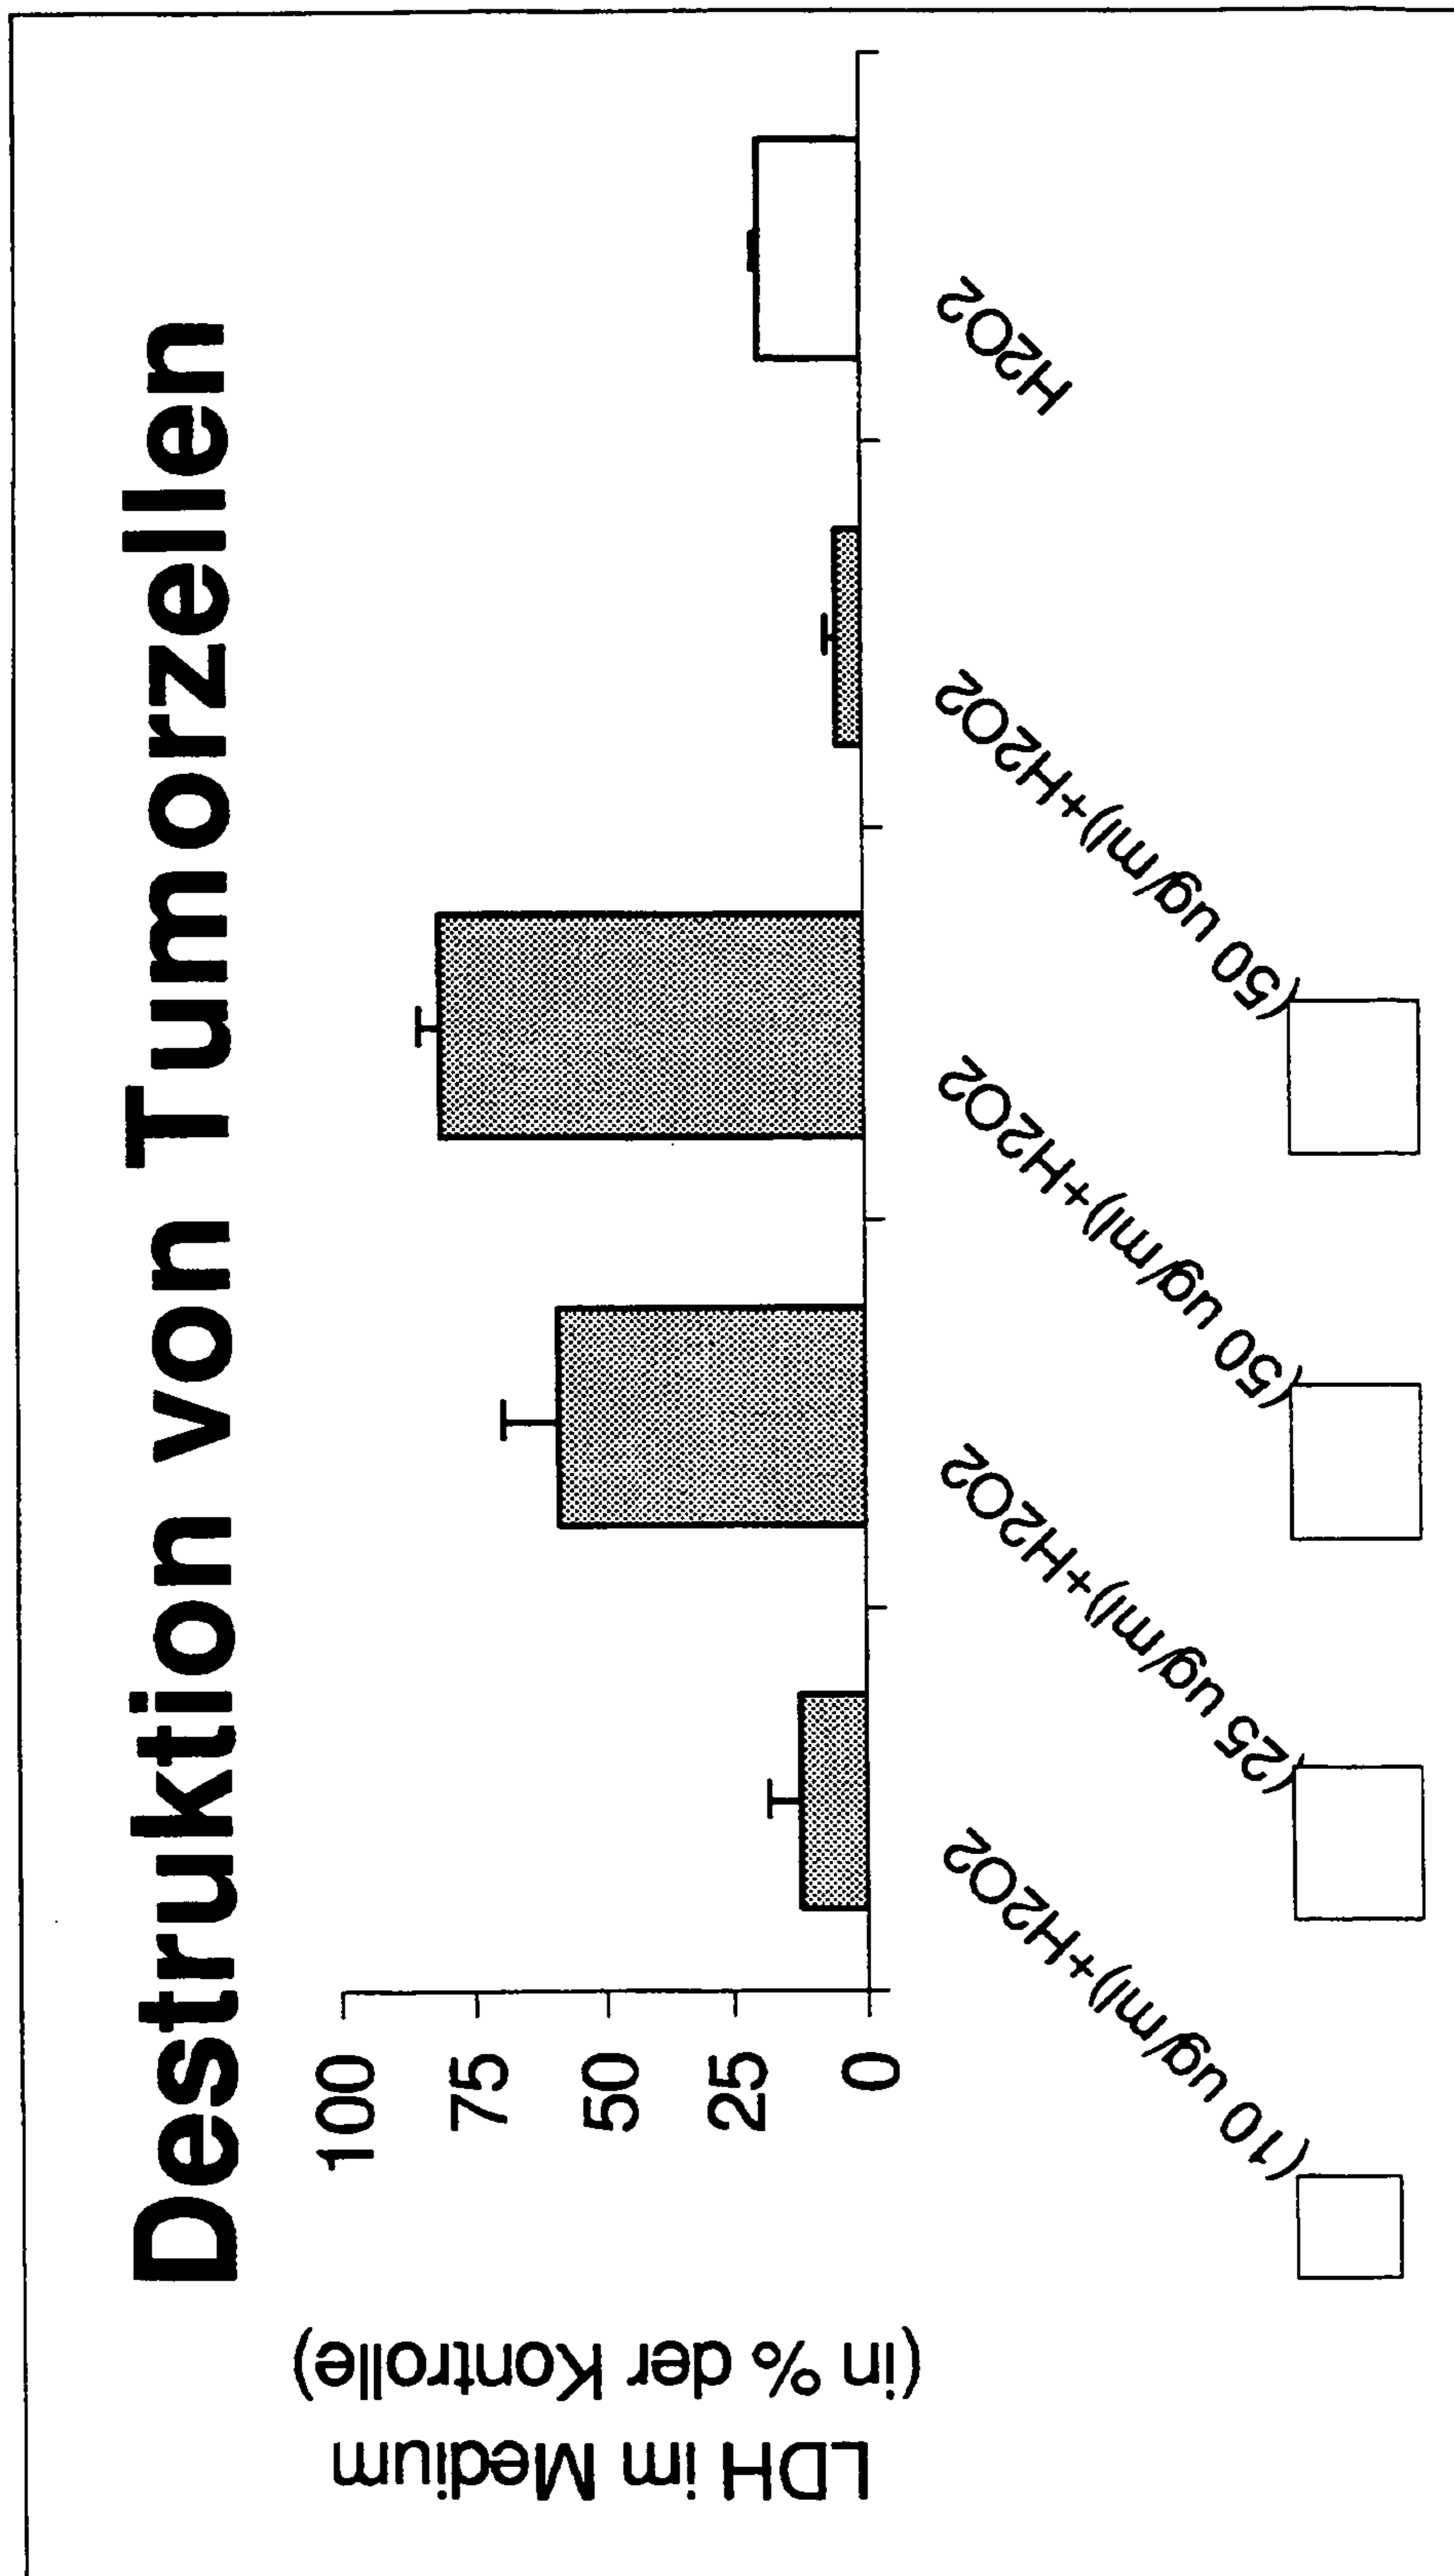 Destruktion von Tumorzellen
LDH im Medium
(in % der Kontrolle)
100
75
50
25
0
(10 ug/ml)+H2O2
(25 ug/ml)+H2O2
(50 ug/ml)+H2O2
(50 ug/ml)+H2O2
H2O2